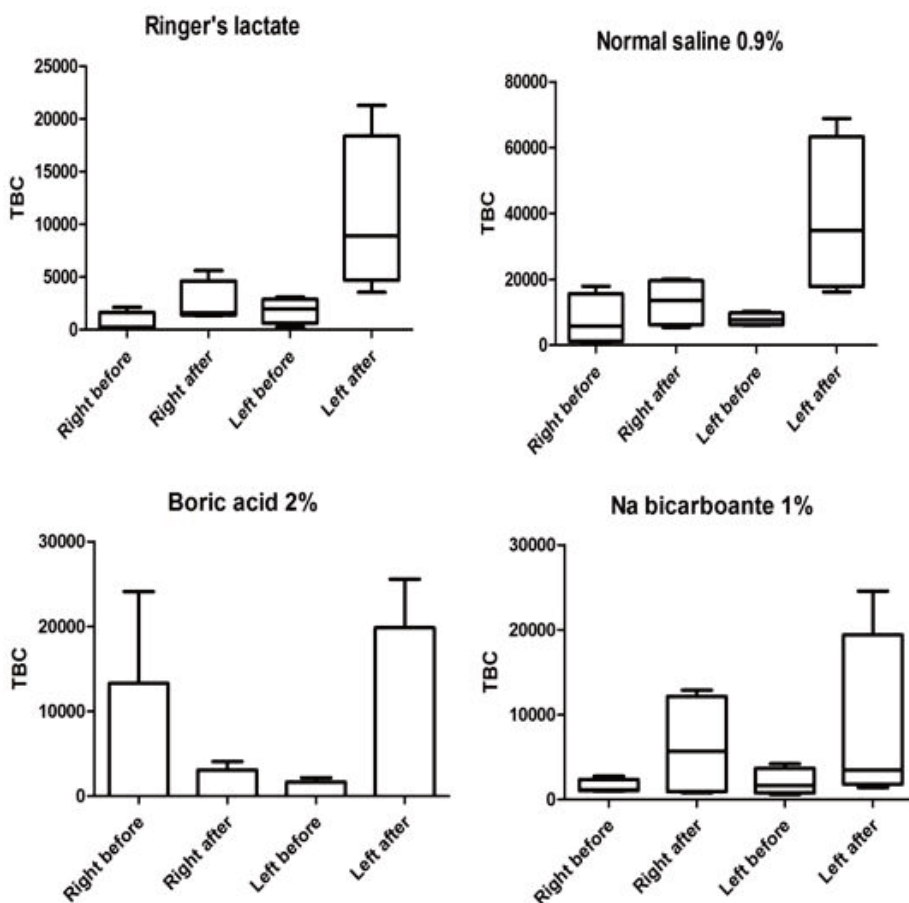 Ringer's lactate
TBC
25000
20000
15000
10000
5000
0
Right before
Right after
Left before
Left after
Normal saline 0.9%
TBC
80000
60000
40000
20000
0
Right before
Right after
Left before
Left after
Boric acid 2%
TBC
30000
20000
10000
0
Right before
Right after
Left before
Left after
Na bicarboante 1%
TBC
30000
20000
10000
0
Right before
Right after
Left before
Left after